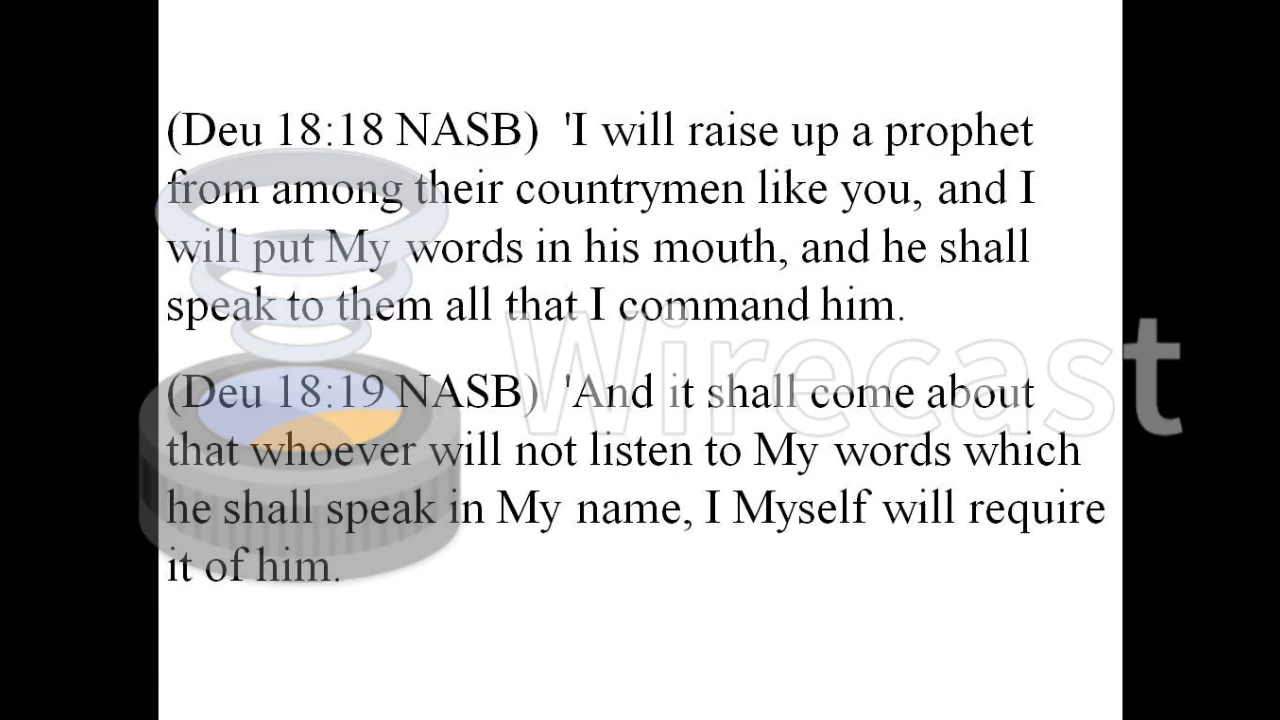 (Deu 18:18 NASB)  'I will raise up a prophet
from among their countrymen like you, and I
will put My words in his mouth, and he shall
speak to them all that I command him.
Wirecast
(Deu 18:19 NASB)  'And it shall come about
that whoever will not listen to My words which
he shall speak in My name, I Myself will require
it of him.